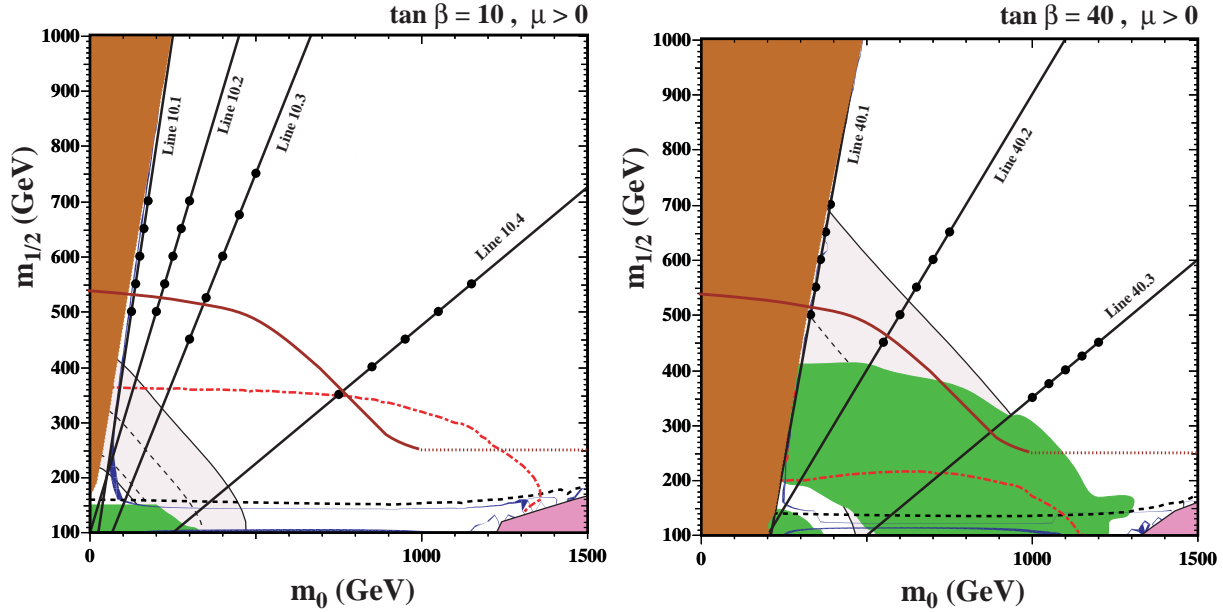 tan β = 10 , μ > 0
1000
900
800
700
600
500
400
300
200
100
m1/2 (GeV)
Line 10.1
Line 10.2
Line 10.3
Line 10.4
0
1000
1500
m0 (GeV)
tan β = 40 , μ > 0
1000
900
800
700
600
500
400
300
200
100
m1/2 (GeV)
Line 40.1
Line 40.2
Line 40.3
0
1000
1500
m0 (GeV)